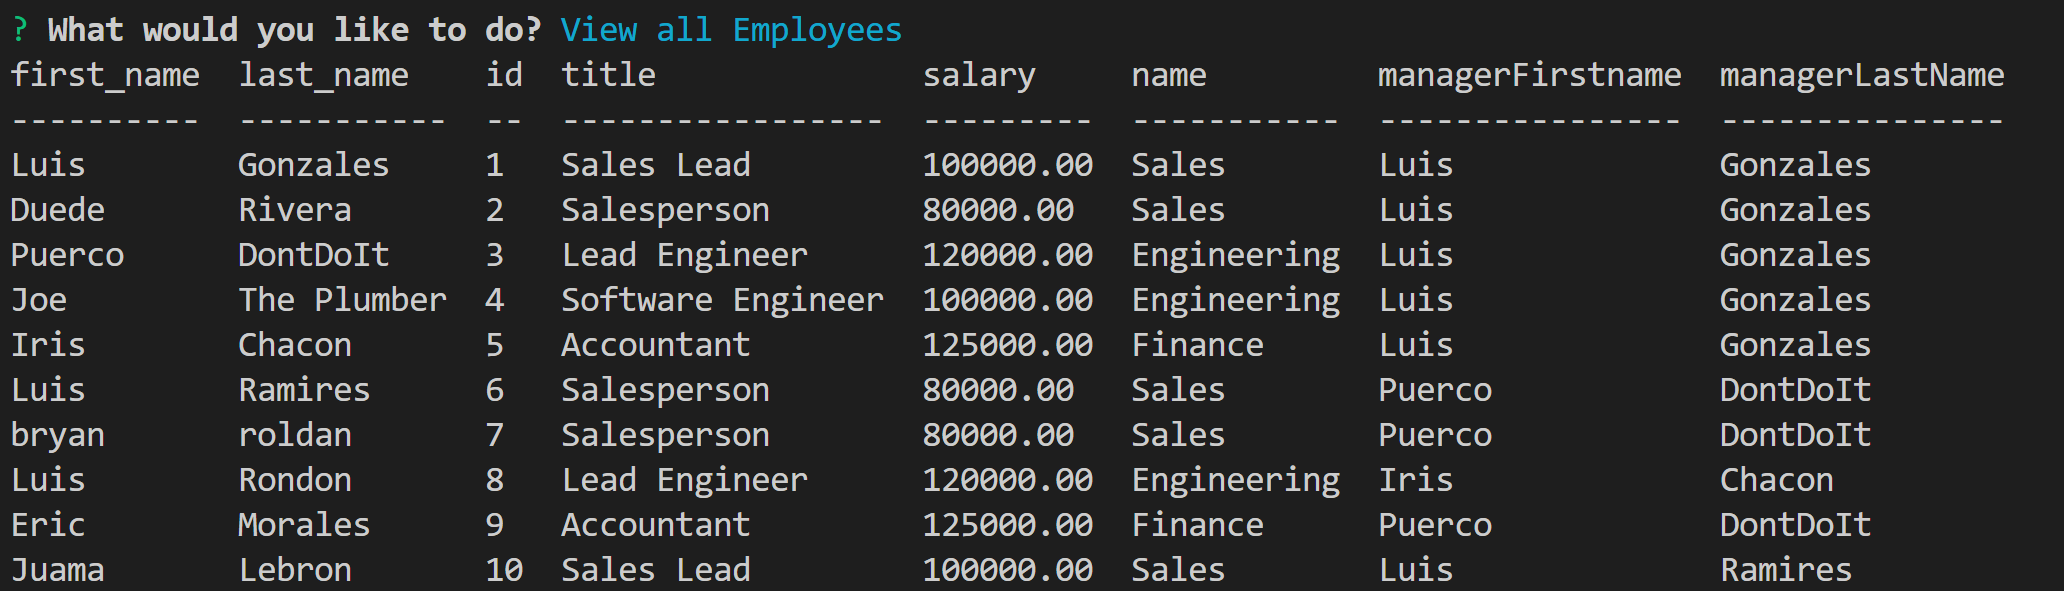 ? What would you like to do? View all Employees
first_name  last_name    id  title              salary     name         managerFirstname  managerLastName
----------  -----------  --  -----------------  ---------  -----------  ----------------  ---------------
Luis        Gonzales     1   Sales Lead         100000.00  Sales        Luis              Gonzales
Duede       Rivera       2   Salesperson        80000.00   Sales        Luis              Gonzales
Puerco      DontDoIt     3   Lead Engineer      120000.00  Engineering  Luis              Gonzales
Joe         The Plumber  4   Software Engineer  100000.00  Engineering  Luis              Gonzales
Iris        Chacon       5   Accountant         125000.00  Finance      Luis              Gonzales
Luis        Ramires      6   Salesperson        80000.00   Sales        Puerco            DontDoIt
bryan       roldan       7   Salesperson        80000.00   Sales        Puerco            DontDoIt
Luis        Rondon       8   Lead Engineer      120000.00  Engineering  Iris              Chacon
Eric        Morales      9   Accountant         125000.00  Finance      Puerco            DontDoIt
Juama       Lebron       10  Sales Lead         100000.00  Sales        Luis              Ramires